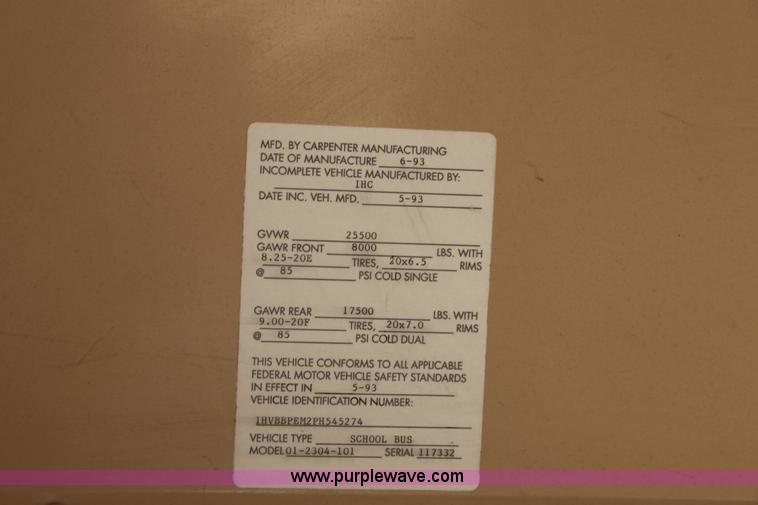 MFD. BY CARPENTER MANUFACTURING
DATE OF MANUFACTURE 6-93
INCOMPLETE VEHICLE MANUFACTURED BY:
IHC
DATE INC. VEH. MFD. 5-93
GVWR 25500
GAWR FRONT 8000 LBS. WITH
8.25-20E TIRES, 20x6.5 RIMS
@ 85 PSI COLD SINGLE
GAWR REAR 17500 LBS. WITH
9.00-20F TIRES, 20x7.0 RIMS
@ 85 PSI COLD DUAL
THIS VEHICLE CONFORMS TO ALL APPLICABLE
FEDERAL MOTOR VEHICLE SAFETY STANDARDS
IN EFFECT IN 5-93
VEHICLE IDENTIFICATION NUMBER:
1HVBBPEM2PH545274
VEHICLE TYPE SCHOOL BUS
MODEL 01-2304-101 SERIAL 117332
www.purplewave.com